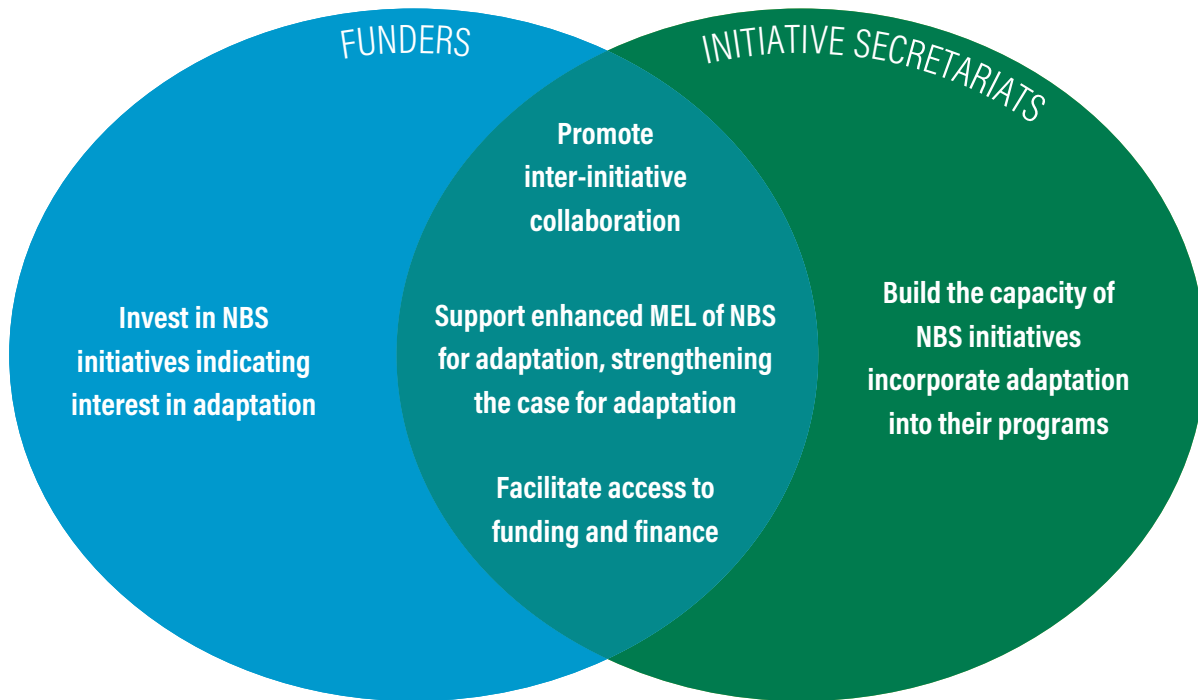 FUNDERS
INITIATIVE SECRETARIATS
Promote
inter-initiative
collaboration
Invest in NBS
initiatives indicating
interest in adaptation
Support enhanced MEL of NBS
for adaptation, strengthening
the case for adaptation
Build the capacity of
NBS initiatives
incorporate adaptation
into their programs
Facilitate access to
funding and finance